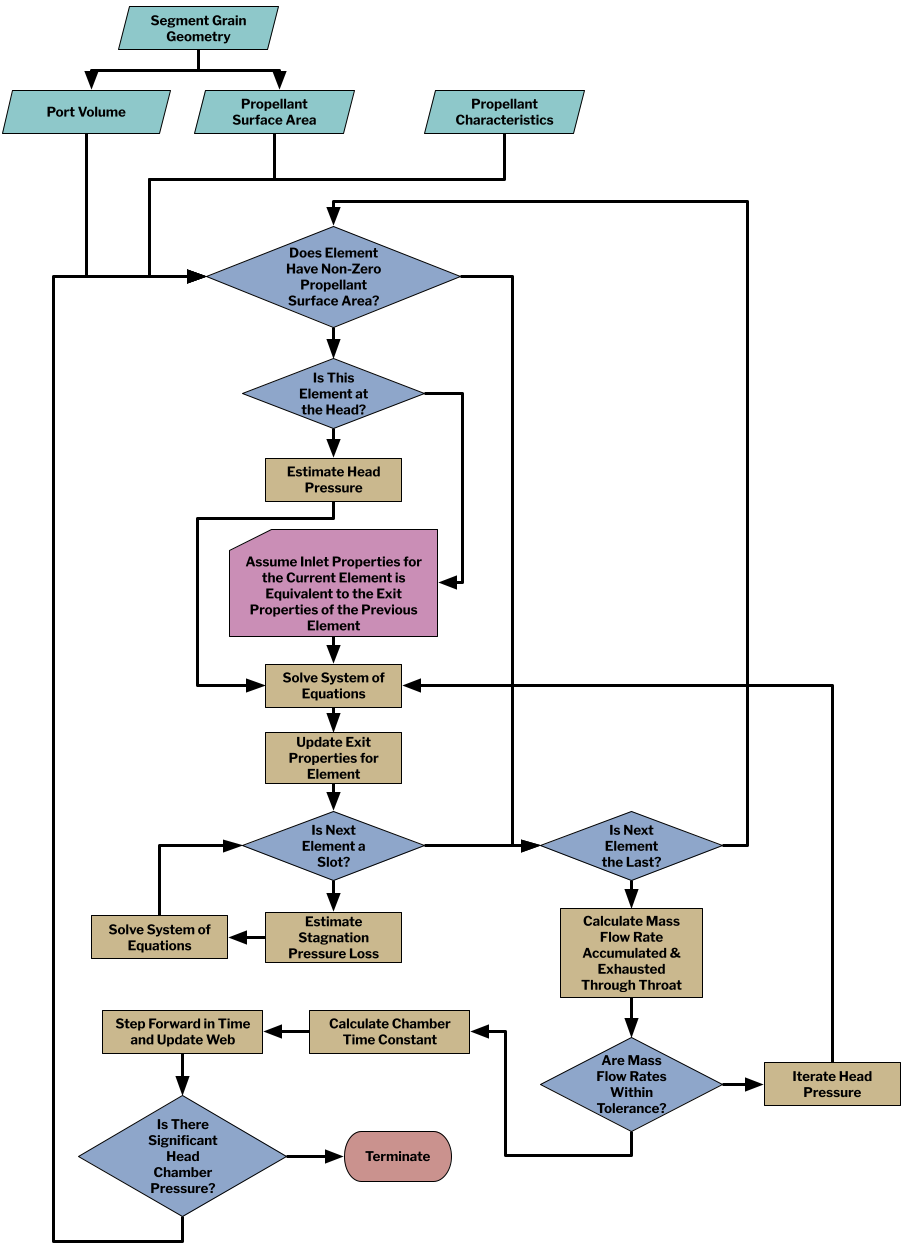 Segment Grain
Geometry
Port Volume
Propellant
Surface Area
Propellant
Characteristics
Does Element
Have Non-Zero
Propellant
Surface Area?
Is This
Element at
the Head?
Estimate Head
Pressure
Assume Inlet Properties for
the Current Element is
Equivalent to the Exit
Properties of the Previous
Element
Solve System of
Equations
Update Exit
Properties for
Element
Is Next
Element a
Slot?
Is Next
Element
the Last?
Solve System of
Equations
Estimate
Stagnation
Pressure Loss
Calculate Mass
Flow Rate
Accumulated &
Exhausted
Through Throat
Step Forward in Time
and Update Web
Calculate Chamber
Time Constant
Are Mass
Flow Rates
Within
Tolerance?
Iterate Head
Pressure
Is There
Significant
Head
Chamber
Pressure?
Terminate